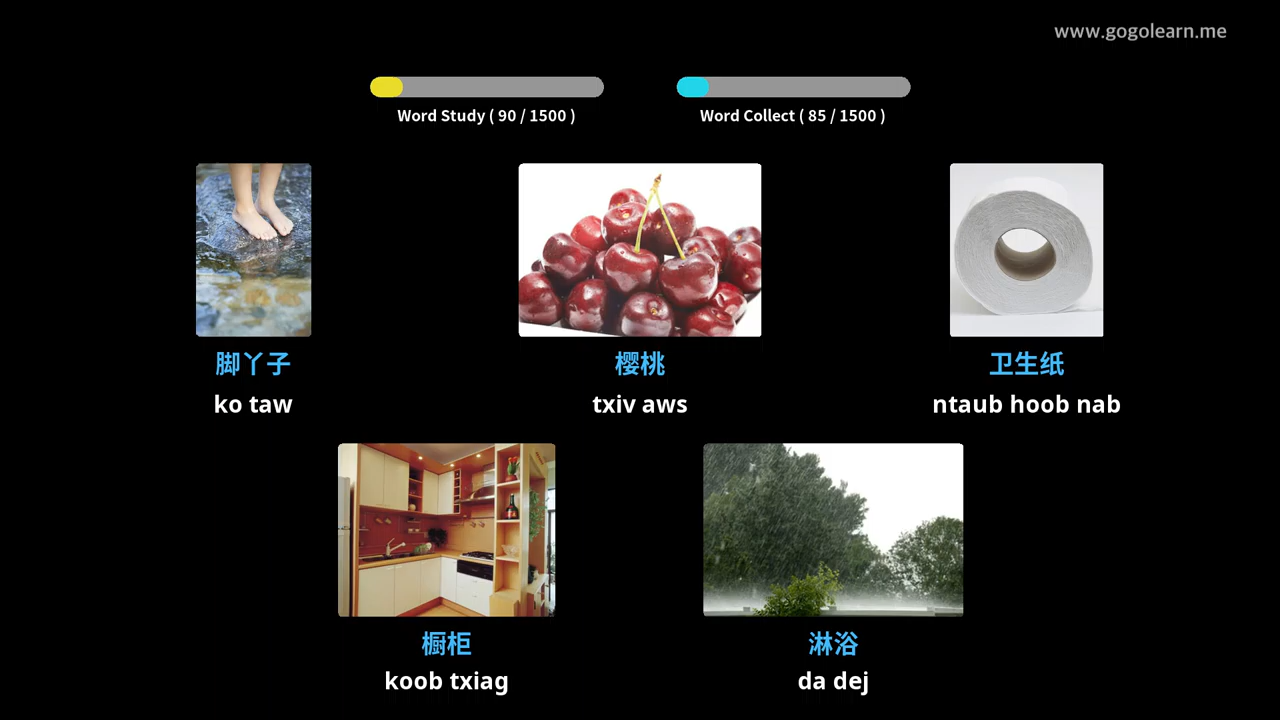 www.gogolearn.me
Word Study ( 90 / 1500 )
Word Collect ( 85 / 1500 )
脚丫子
ko taw
樱桃
txiv aws
卫生纸
ntaub hoob nab
橱柜
koob txiag
淋浴
da dej